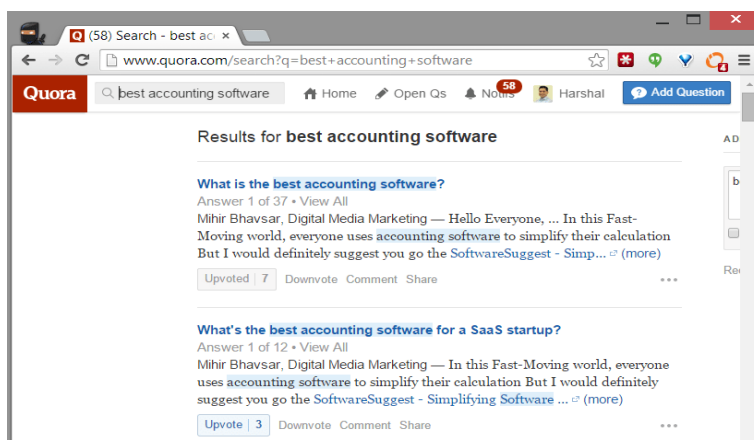 (58) Search - best acc
www.quora.com/search?q=best+accounting+software
Quora best accounting software Home Open Qs Notifs 58 Harshal Add Question
Results for best accounting software
AD
What is the best accounting software?
Answer 1 of 37 • View All
Mihir Bhavsar, Digital Media Marketing — Hello Everyone, ... In this Fast-
Moving world, everyone uses accounting software to simplify their calculation
But I would definitely suggest you go the SoftwareSuggest - Simp... (more)
Upvoted 7 Downvote Comment Share
b
Re
What's the best accounting software for a SaaS startup?
Answer 1 of 12 • View All
Mihir Bhavsar, Digital Media Marketing — In this Fast-Moving world, everyone
uses accounting software to simplify their calculation But I would definitely
suggest you go the SoftwareSuggest - Simplifying Software ... (more)
Upvote 3 Downvote Comment Share